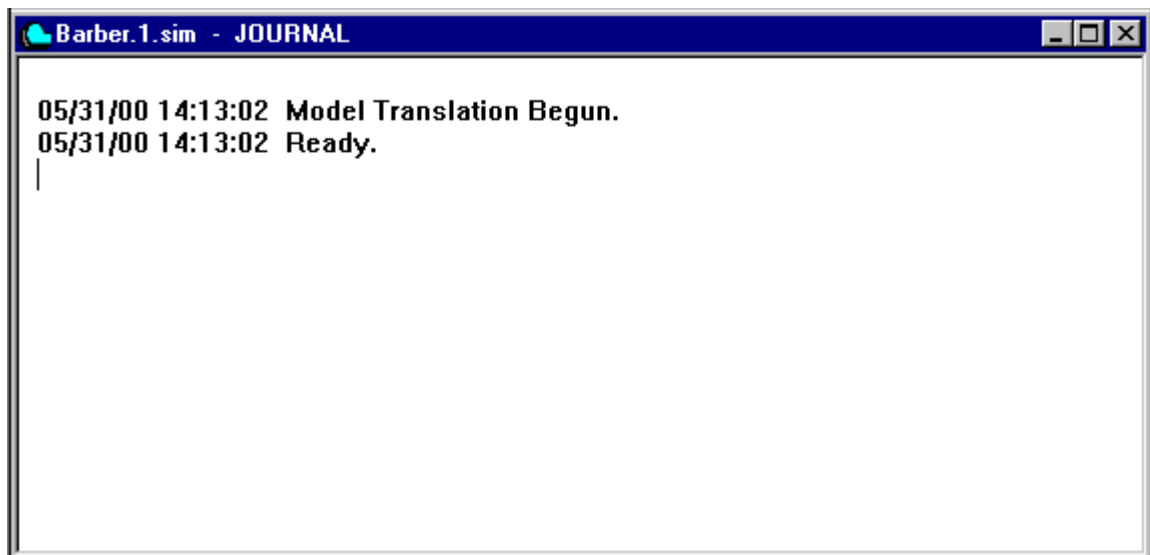 Barber.1.sim - JOURNAL
05/31/00 14:13:02 Model Translation Begun.
05/31/00 14:13:02 Ready.